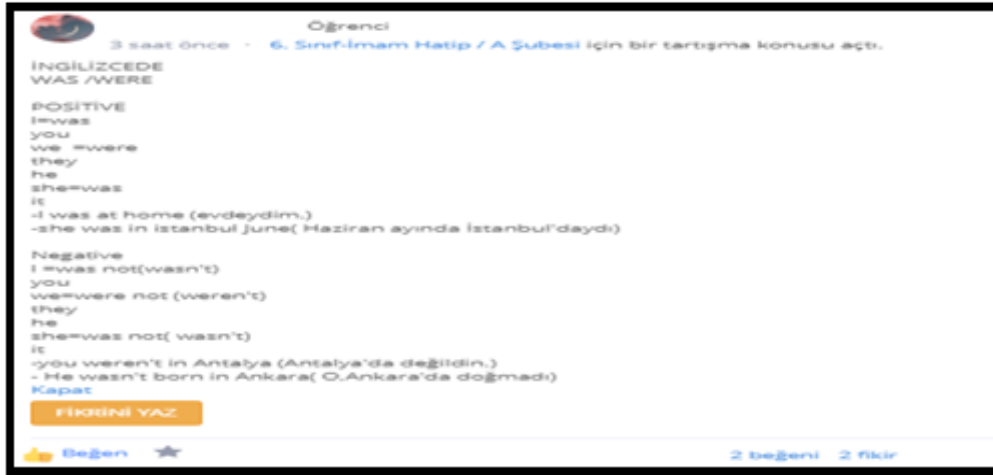 Öğrenci
3 saat önce · 6. Sınıf-İmam Hatip / A Şubesi için bir tartışma konusu açtı.
İNGİLİZCEDE
WAS /WERE
POSİTİVE
I=was
you
we =were
they
he
she=was
it
-I was at home (evdeydim.)
-she was in istanbul June( Haziran ayında İstanbul'daydı)
Negative
I =was not(wasn't)
you
we=were not (weren't)
they
he
she=was not( wasn't)
it
-you weren't in Antalya (Antalya'da değildin.)
- He wasn't born in Ankara( O.Ankara'da doğmadı)
Kapat
FİKRİNİ YAZ
Beğen
2 beğeni 2 fikir